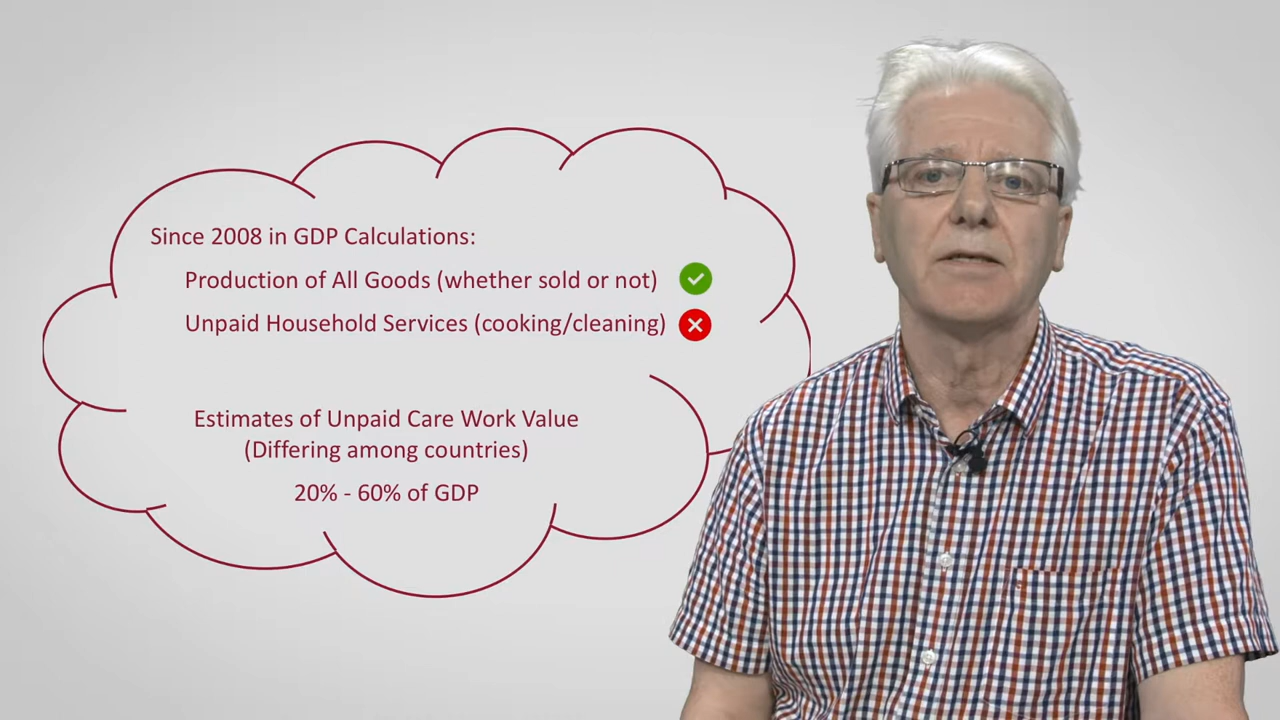 Since 2008 in GDP Calculations:
Production of All Goods (whether sold or not)
Unpaid Household Services (cooking/cleaning)
Estimates of Unpaid Care Work Value
(Differing among countries)
20% - 60% of GDP